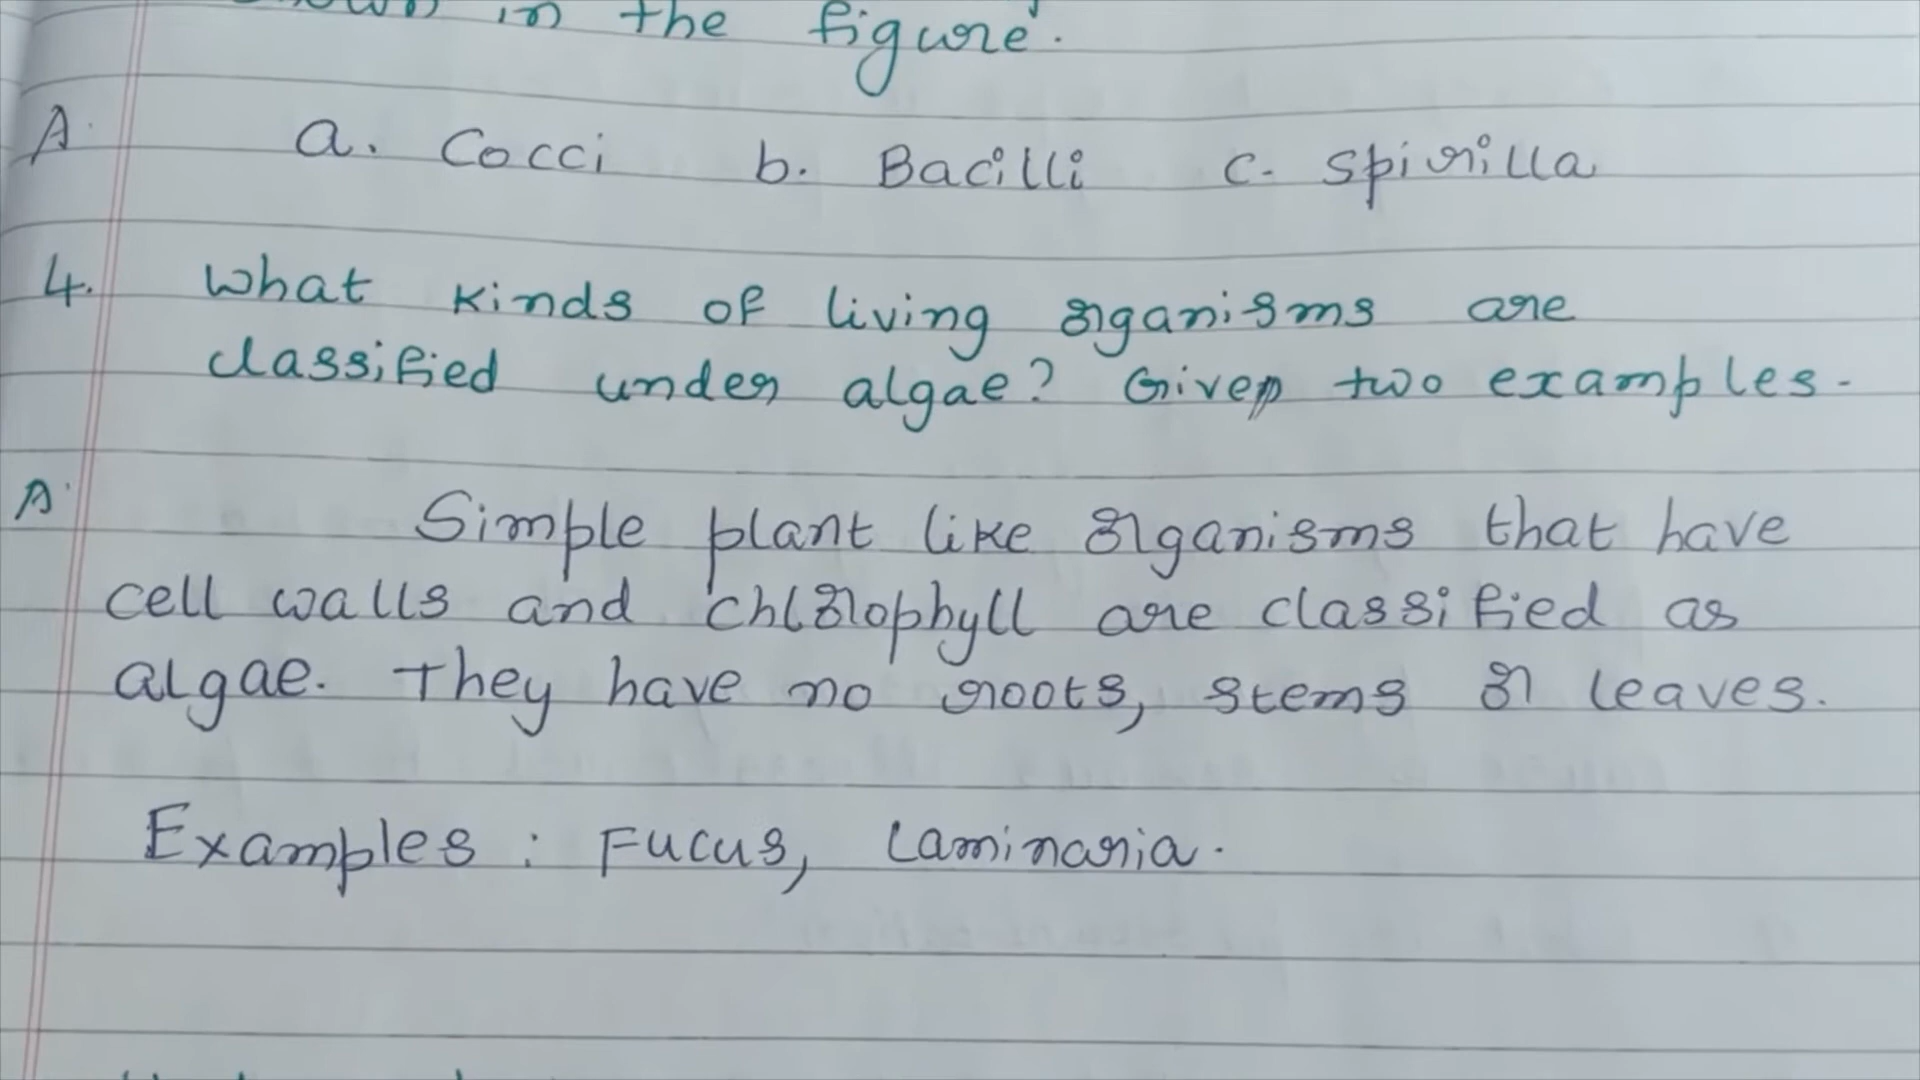 in the figure.
A. a. Cocci b. Bacilli c. Spirilla
4. What kinds of living organisms are
classified under algae? Given two examples.
A. Simple plant like organisms that have
cell walls and chlorophyll are classified as
algae. They have no roots, stems or leaves.
Examples : Fucus, Laminaria.